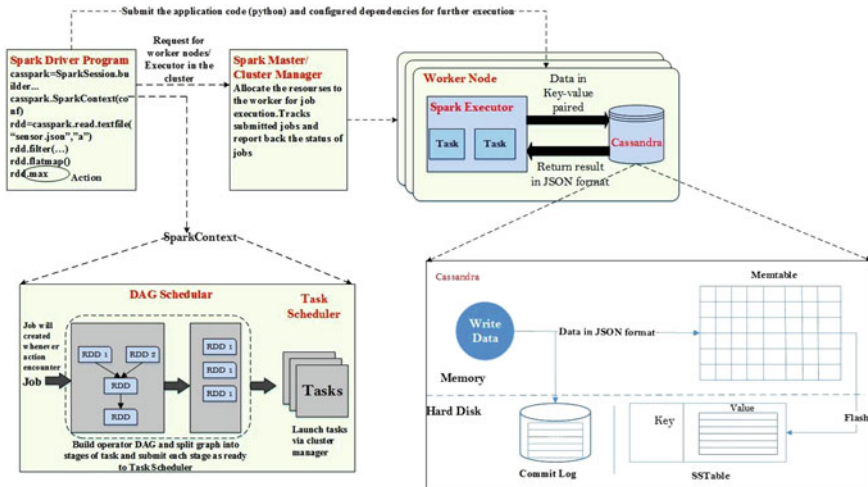 Submit the application code (python) and configured dependencies for further execution
Spark Driver Program
casspark=SparkSession.bu
ilder...
casspark.SparkContext(co
nf)
rdd=casspark.read.textfile(
“sensor.json”,”a”)
rdd.filter(...)
rdd.flatmap()
rdd.max
Action
Request for
worker nodes/
Executor in the
cluster
Spark Master/
Cluster Manager
Allocate the resourses to
the worker for job
execution.Tracks
submitted jobs and
report back the status of
jobs
Worker Node
Spark Executor
Task
Task
Data in
Key-value
paired
Cassandra
Return result
in JSON format
SparkContext
DAG Schedular
Task
Scheduler
Job will
created
whenever
action
encounter
Job
RDD 1
RDD 2
RDD
RDD
RDD 1
RDD 1
RDD 1
Tasks
Build operator DAG and split graph into
stages of task and submit each stage as ready
to Task Scheduler
Launch tasks
via cluster
manager
Cassandra
Memtable
Write
Data
Data in JSON format
Memory
Hard Disk
Commit Log
Key
Value
SSTable
Flash